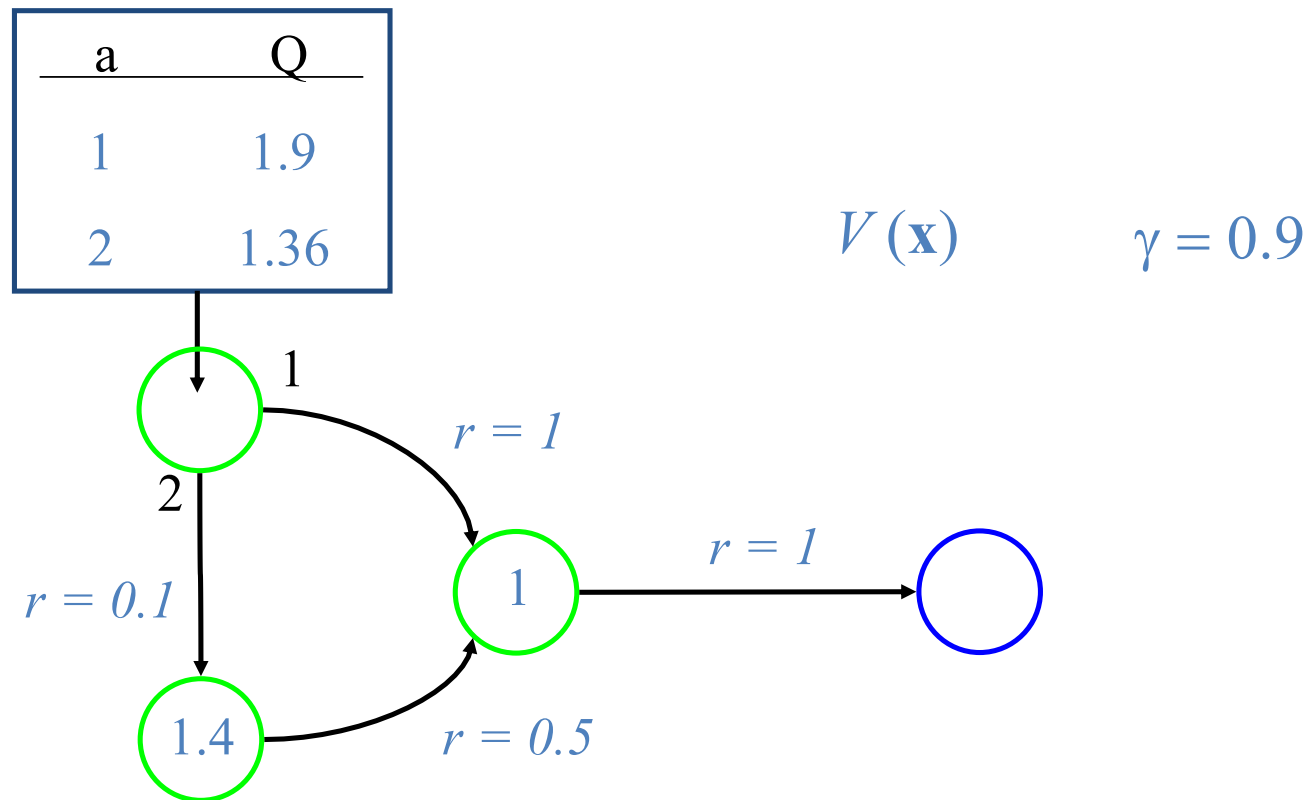 a Q
1 1.9
2 1.36
V (x) γ = 0.9
1
r = 1
2
r = 1
r = 0.1
1
1.4
r = 0.5